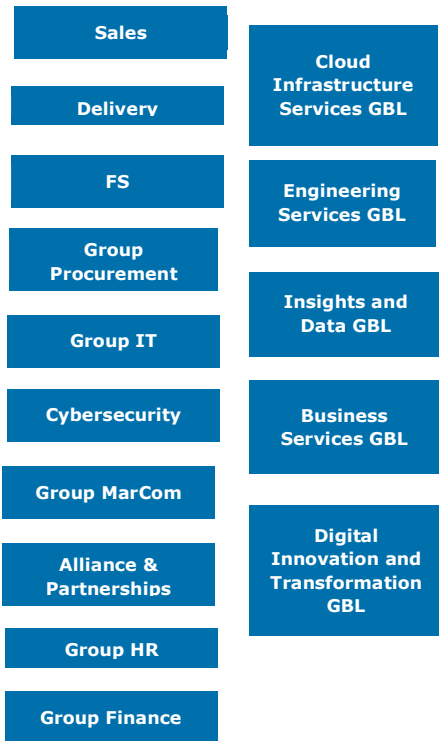 Sales
Delivery
FS
Group
Procurement
Group IT
Cybersecurity
Group MarCom
Alliance &
Partnerships
Group HR
Group Finance
Cloud
Infrastructure
Services GBL
Engineering
Services GBL
Insights and
Data GBL
Business
Services GBL
Digital
Innovation and
Transformation
GBL